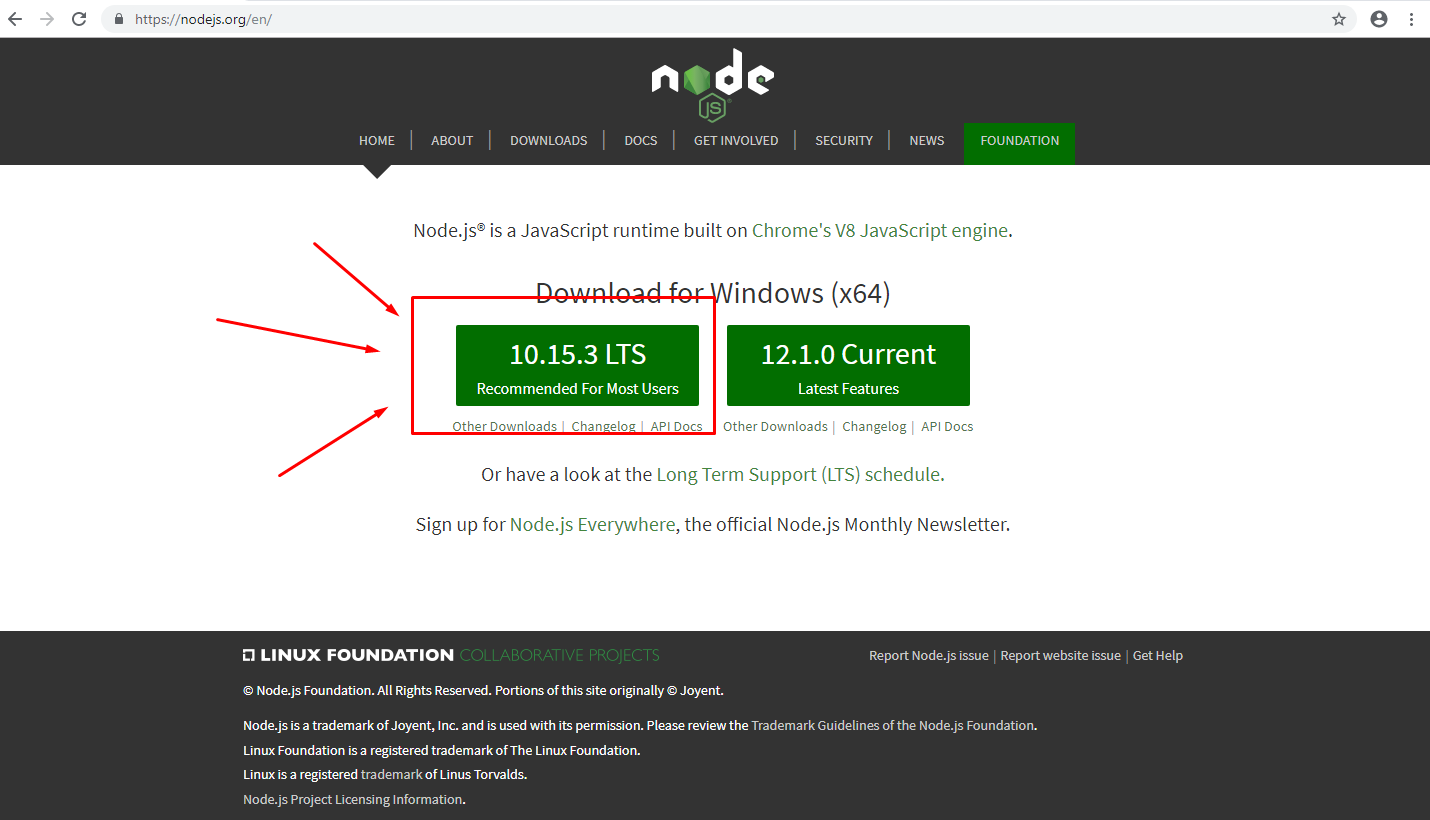 https://nodejs.org/en/
node
JS
HOME | ABOUT | DOWNLOADS | DOCS | GET INVOLVED | SECURITY | NEWS FOUNDATION
Node.js® is a JavaScript runtime built on Chrome's V8 JavaScript engine.
Download for Windows (x64)
10.15.3 LTS
Recommended For Most Users
Other Downloads | Changelog | API Docs
12.1.0 Current
Latest Features
Other Downloads | Changelog | API Docs
Or have a look at the Long Term Support (LTS) schedule.
Sign up for Node.js Everywhere, the official Node.js Monthly Newsletter.
LINUX FOUNDATION COLLABORATIVE PROJECTS
Report Node.js issue | Report website issue | Get Help
© Node.js Foundation. All Rights Reserved. Portions of this site originally © Joyent.
Node.js is a trademark of Joyent, Inc. and is used with its permission. Please review the Trademark Guidelines of the Node.js Foundation.
Linux Foundation is a registered trademark of The Linux Foundation.
Linux is a registered trademark of Linus Torvalds.
Node.js Project Licensing Information.